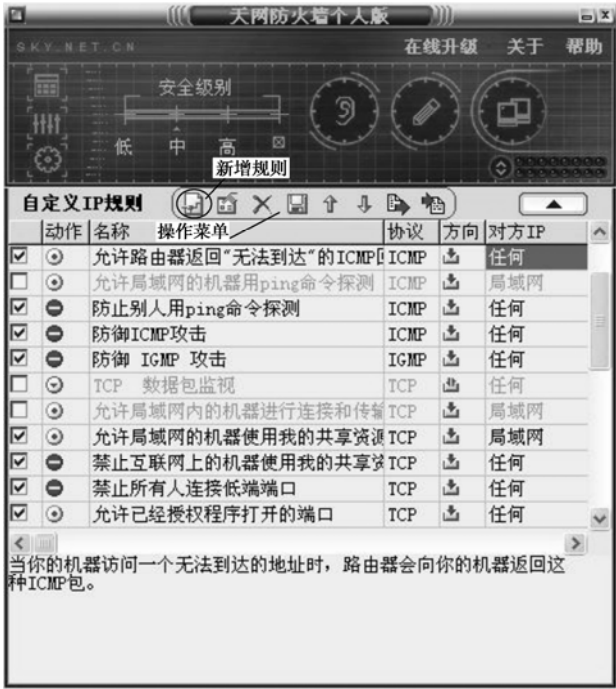 天网防火墙个人版
SKY.NET.CN 在线升级 关于 帮助
安全级别
低 中 高
新增规则
自定义IP规则
操作菜单
动作 名称 协议 方向 对方IP
允许路由器返回"无法到达"的ICMP ICMP 任何
允许局域网的机器用ping命令探测 ICMP 局域网
防止别人用ping命令探测 ICMP 任何
防御ICMP攻击 ICMP 任何
防御 IGMP 攻击 IGMP 任何
TCP 数据包监视 TCP 任何
允许局域网内的机器进行连接和传输 TCP 局域网
允许局域网的机器使用我的共享资源 TCP 局域网
禁止互联网上的机器使用我的共享资 TCP 任何
禁止所有人连接低端端口 TCP 任何
允许已经授权程序打开的端口 TCP 任何
当你的机器访问一个无法到达的地址时，路由器会向你的机器返回这
种ICMP包。